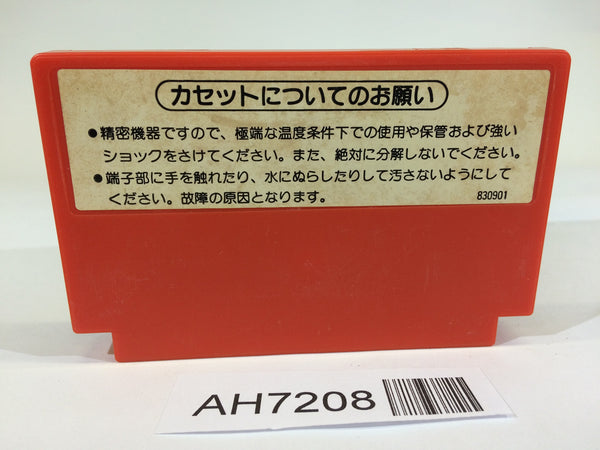 カセットについてのお願い
●精密機器ですので、極端な温度条件下での使用や保管および強い
ショックをさけてください。また、絶対に分解しないでください。
●端子部に手を触れたり、水にぬらしたりして汚さないようにして
ください。故障の原因となります。 830901
AH7208